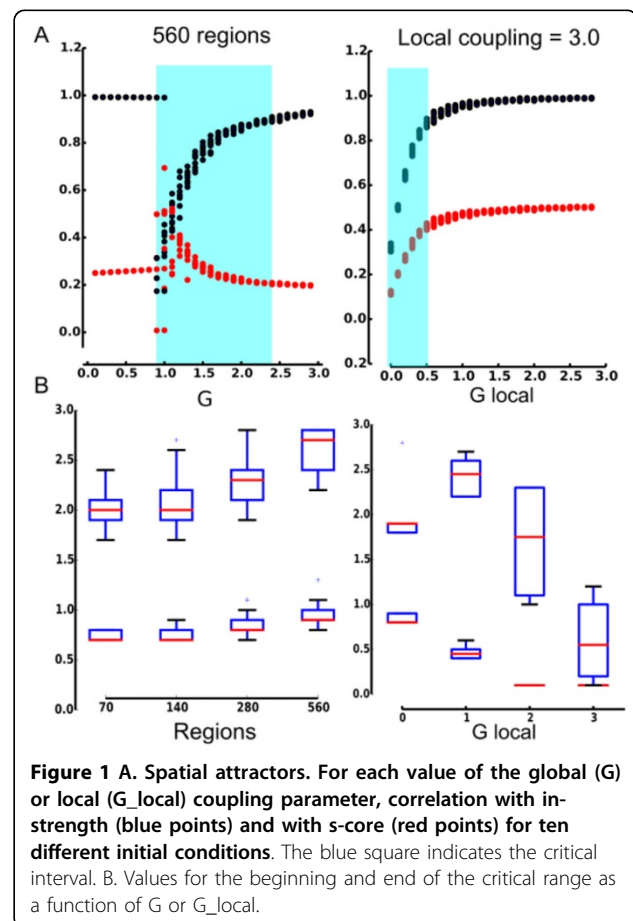 A
560 regions
Local coupling = 3.0
1.2
1.0
0.8
0.6
0.4
0.2
0.0
0.0 0.5 1.0 1.5 2.0 2.5 3.0
G
1.2
1.0
0.8
0.6
0.4
0.2
0.0
0.2
0.0 0.5 1.0 1.5 2.0 2.5 3.0
G local
B
3.0
2.5
2.0
1.5
1.0
0.5
0.0
70 140 280 560
Regions
3.0
2.5
2.0
1.5
1.0
0.5
0.0
0 1 2 3
G local
Figure 1 A. Spatial attractors. For each value of the global (G)
or local (G_local) coupling parameter, correlation with in-
strength (blue points) and with s-core (red points) for ten
different initial conditions. The blue square indicates the critical
interval. B. Values for the beginning and end of the critical range as
a function of G or G_local.